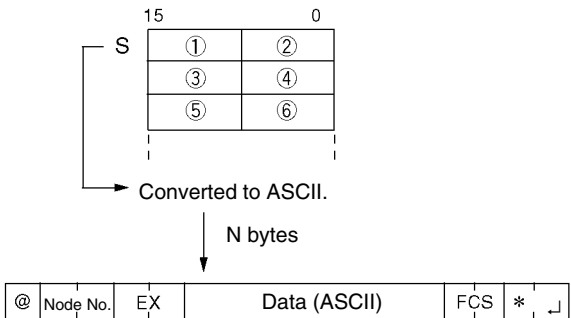 15 0
S ① ②
③ ④
⑤ ⑥
Converted to ASCII.
N bytes
@ Node No. EX Data (ASCII) FCS * ↵